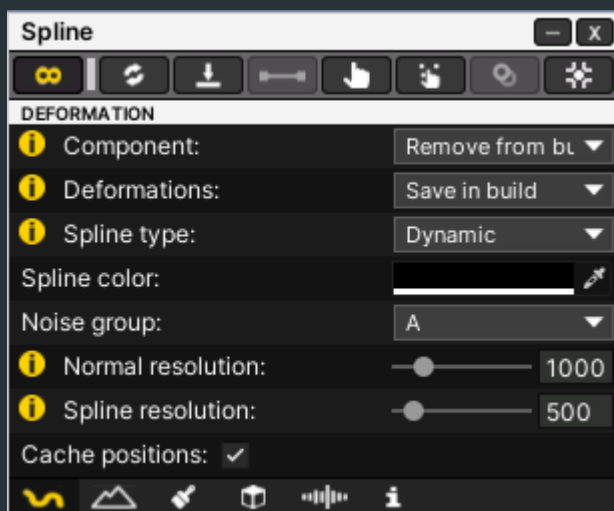 Spline
x
DEFORMATION
Component: Remove from bu
Deformations: Save in build
Spline type: Dynamic
Spline color:
Noise group: A
Normal resolution: 1000
Spline resolution: 500
Cache positions: